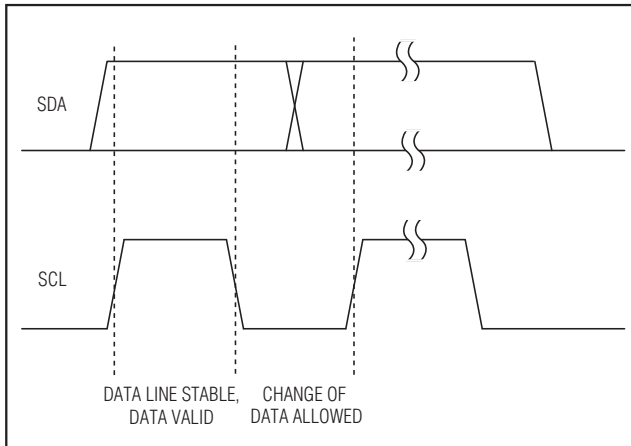 SDA
SCL
DATA LINE STABLE,
DATA VALID
CHANGE OF
DATA ALLOWED